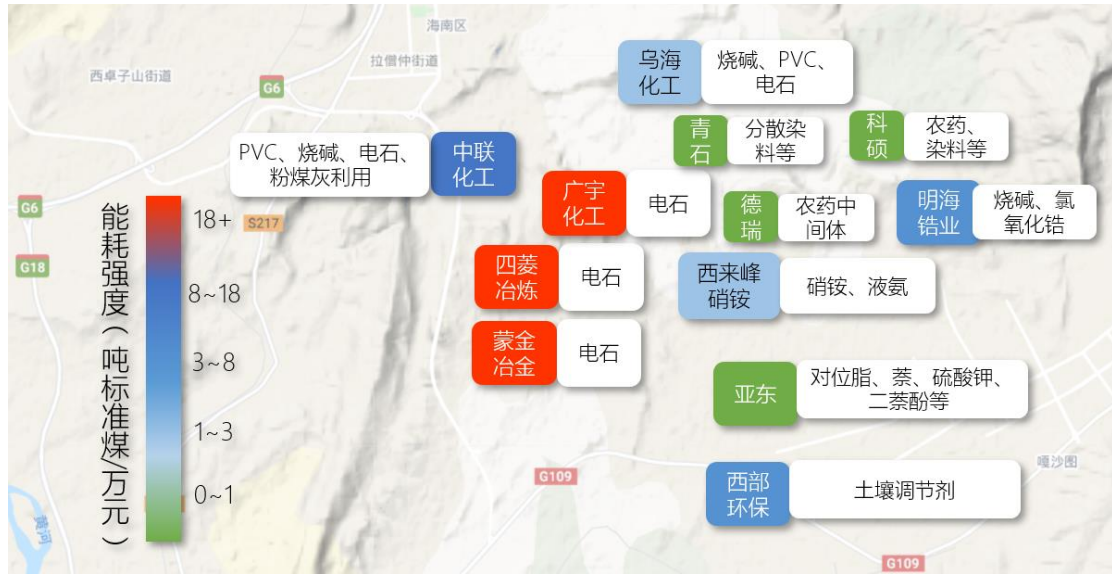 海南区
拉僧仲街道
西卓子山街道
G6
乌海
化工
烧碱、PVC、
电石
青
石
分散染
料等
科
硕
农药、
染料等
PVC、烧碱、电石、
粉煤灰利用
中联
化工
广宇
化工
电石
德
瑞
农药中
间体
明海
锆业
烧碱、氯
氧化锆
G6
S217
G18
四菱
冶炼
电石
西来峰
硝铵
硝铵、液氨
蒙金
冶金
电石
亚东
对位脂、萘、硫酸钾、
二萘酚等
西部
环保
土壤调节剂
嘎沙图
G109
G109
黄河
能耗强度(吨标准煤/万元)
18+
8~18
3~8
1~3
0~1